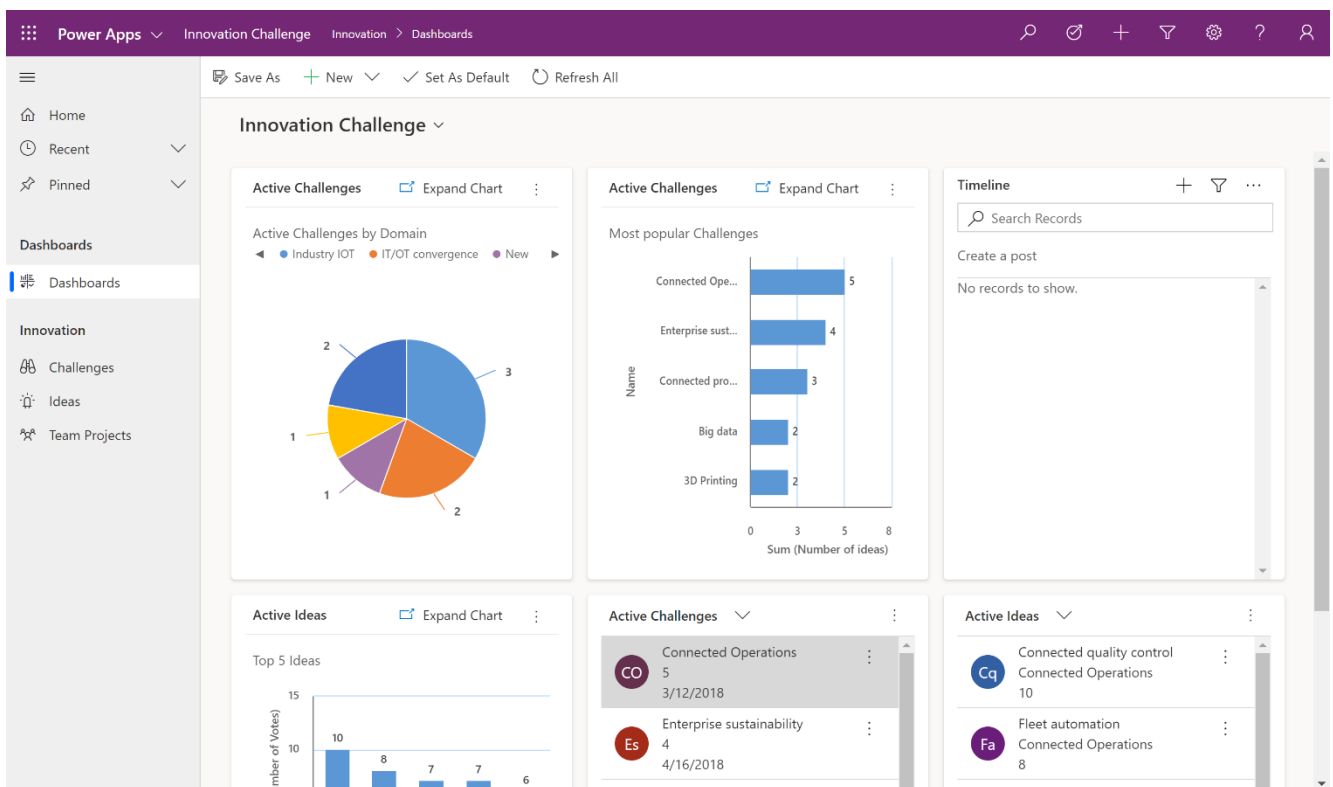 Power Apps Innovation Challenge Innovation > Dashboards
Save As New Set As Default Refresh All
Home
Recent
Pinned
Dashboards
Dashboards
Innovation
Challenges
Ideas
Team Projects
Innovation Challenge
Active Challenges Expand Chart
Active Challenges by Domain
Industry IOT IT/OT convergence New
2
3
1
1
2
Active Challenges Expand Chart
Most popular Challenges
Name
Connected Ope... 5
Enterprise sust... 4
Connected pro... 3
Big data 2
3D Printing 2
0 3 5 8
Sum (Number of ideas)
Timeline
Search Records
Create a post
No records to show.
Active Ideas Expand Chart
Top 5 Ideas
mber of Votes)
15
10
10
8
7
7
6
Active Challenges
CO
Connected Operations
5
3/12/2018
Es
Enterprise sustainability
4
4/16/2018
Active Ideas
Cq
Connected quality control
Connected Operations
10
Fa
Fleet automation
Connected Operations
8